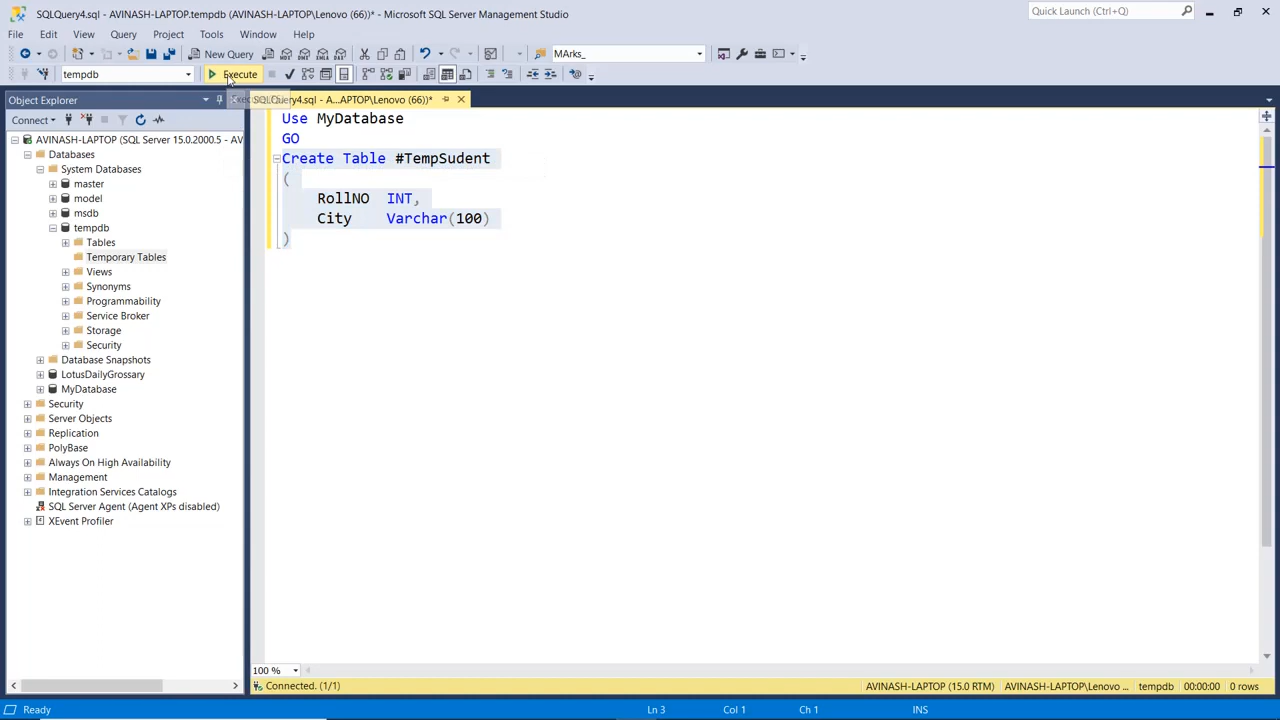 SQLQuery4.sql - AVINASH-LAPTOP.tempdb (AVINASH-LAPTOP\Lenovo (66))* - Microsoft SQL Server Management Studio
Quick Launch (Ctrl+Q)
File Edit View Query Project Tools Window Help
New Query
MDX DMX XMLA DAX
MArks_
tempdb
Execute
Object Explorer
SQLQuery4.sql - A...APTOP\Lenovo (66))*
Connect
AVINASH-LAPTOP (SQL Server 15.0.2000.5 - AV
Databases
System Databases
master
model
msdb
tempdb
Tables
Temporary Tables
Views
Synonyms
Programmability
Service Broker
Storage
Security
Database Snapshots
LotusDailyGrossary
MyDatabase
Security
Server Objects
Replication
PolyBase
Always On High Availability
Management
Integration Services Catalogs
SQL Server Agent (Agent XPs disabled)
XEvent Profiler
Use MyDatabase
GO
Create Table #TempSudent
(
RollNO INT,
City Varchar(100)
)
100 %
Connected. (1/1)
AVINASH-LAPTOP (15.0 RTM)
AVINASH-LAPTOP\Lenovo ...
tempdb
00:00:00
0 rows
Ready
Ln 3
Col 1
Ch 1
INS